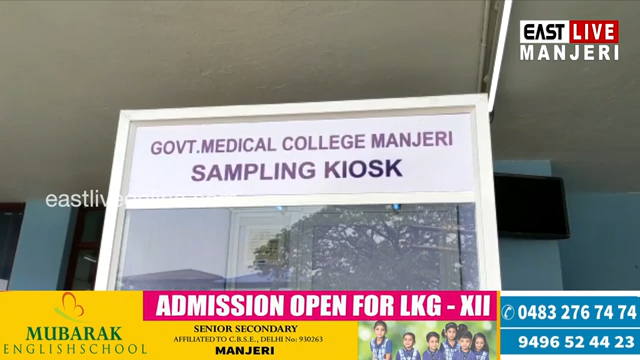 EAST LIVE
MANJERI
GOVT.MEDICAL COLLEGE MANJERI
SAMPLING KIOSK
ADMISSION OPEN FOR LKG - XII
MUBARAK
ENGLISHSCHOOL
SENIOR SECONDARY
AFFILIATED TO C.B.S.E., DELHI No: 930263
MANJERI
0483 276 74 74
9496 52 44 23